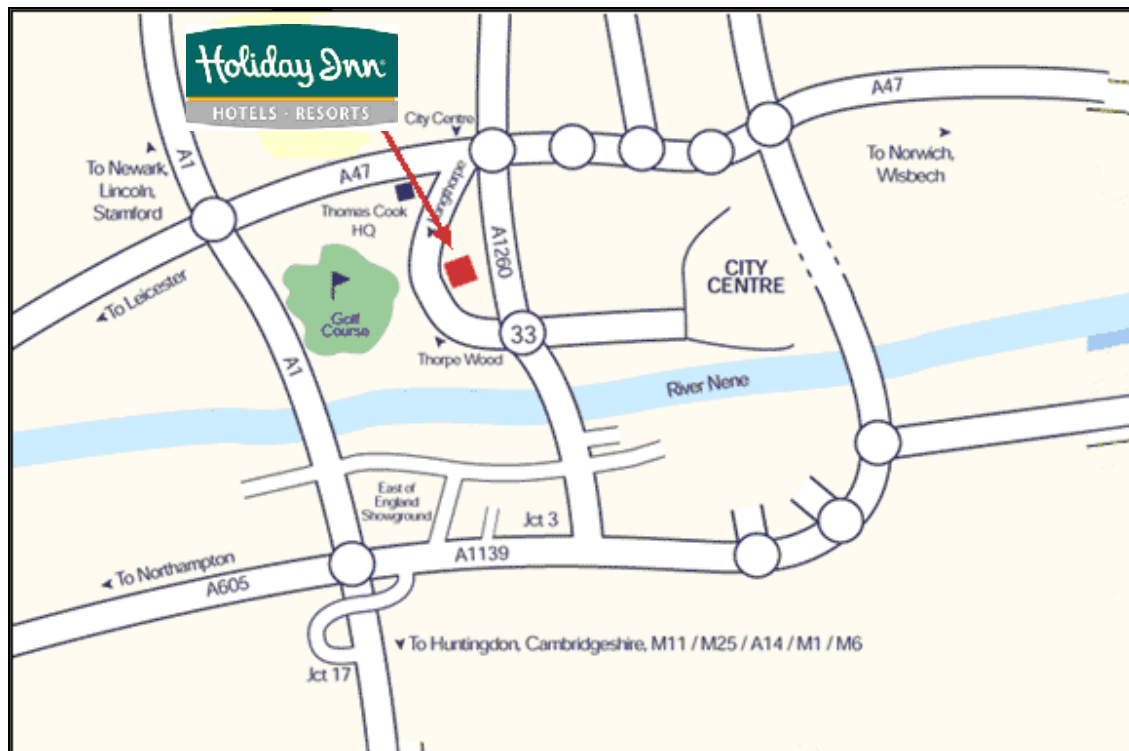 Holiday Inn
HOTELS · RESORTS
City Centre
A47
A1
To Newark,
Lincoln,
Stamford
A47
To Norwich,
Wisbech
Thomas Cook
HQ
Longthorpe
A1260
CITY
CENTRE
To Leicester
Golf
Course
33
Thorpe Wood
A1
River Nene
East of
England
Showground
Jct 3
A1139
To Northampton
A605
To Huntingdon, Cambridgeshire, M11 / M25 / A14 / M1 / M6
Jct 17